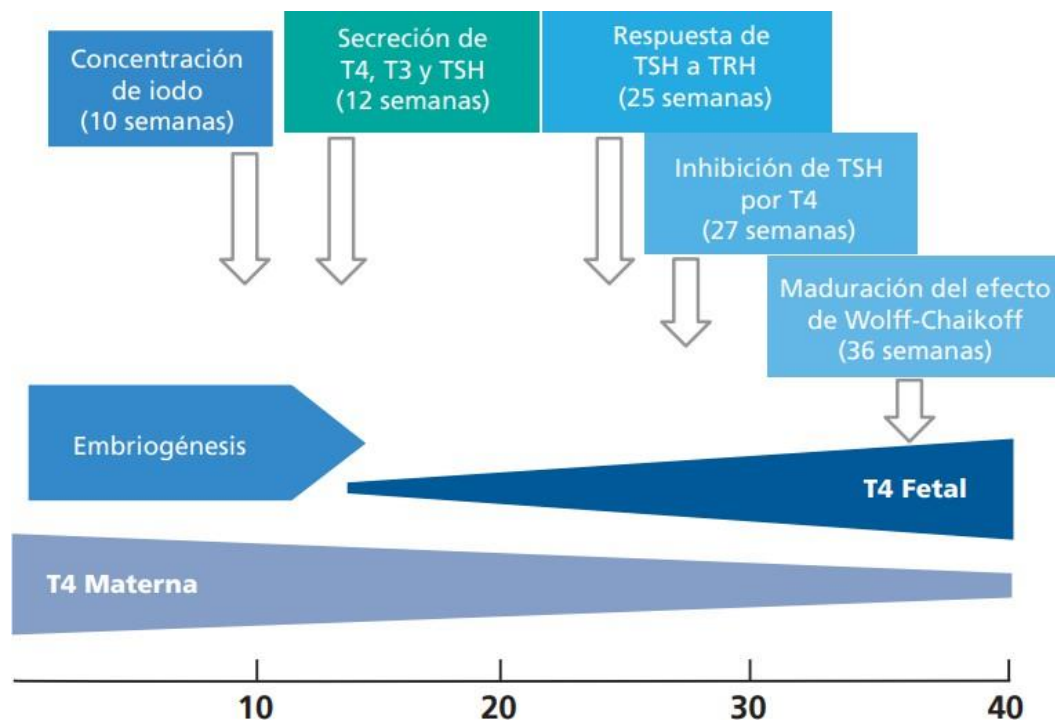 Concentración
de iodo
(10 semanas)
Secreción de
T4, T3 y TSH
(12 semanas)
Respuesta de
TSH a TRH
(25 semanas)
Inhibición de TSH
por T4
(27 semanas)
Maduración del efecto
de Wolff-Chaikoff
(36 semanas)
Embriogénesis
T4 Fetal
T4 Materna
10 20 30 40